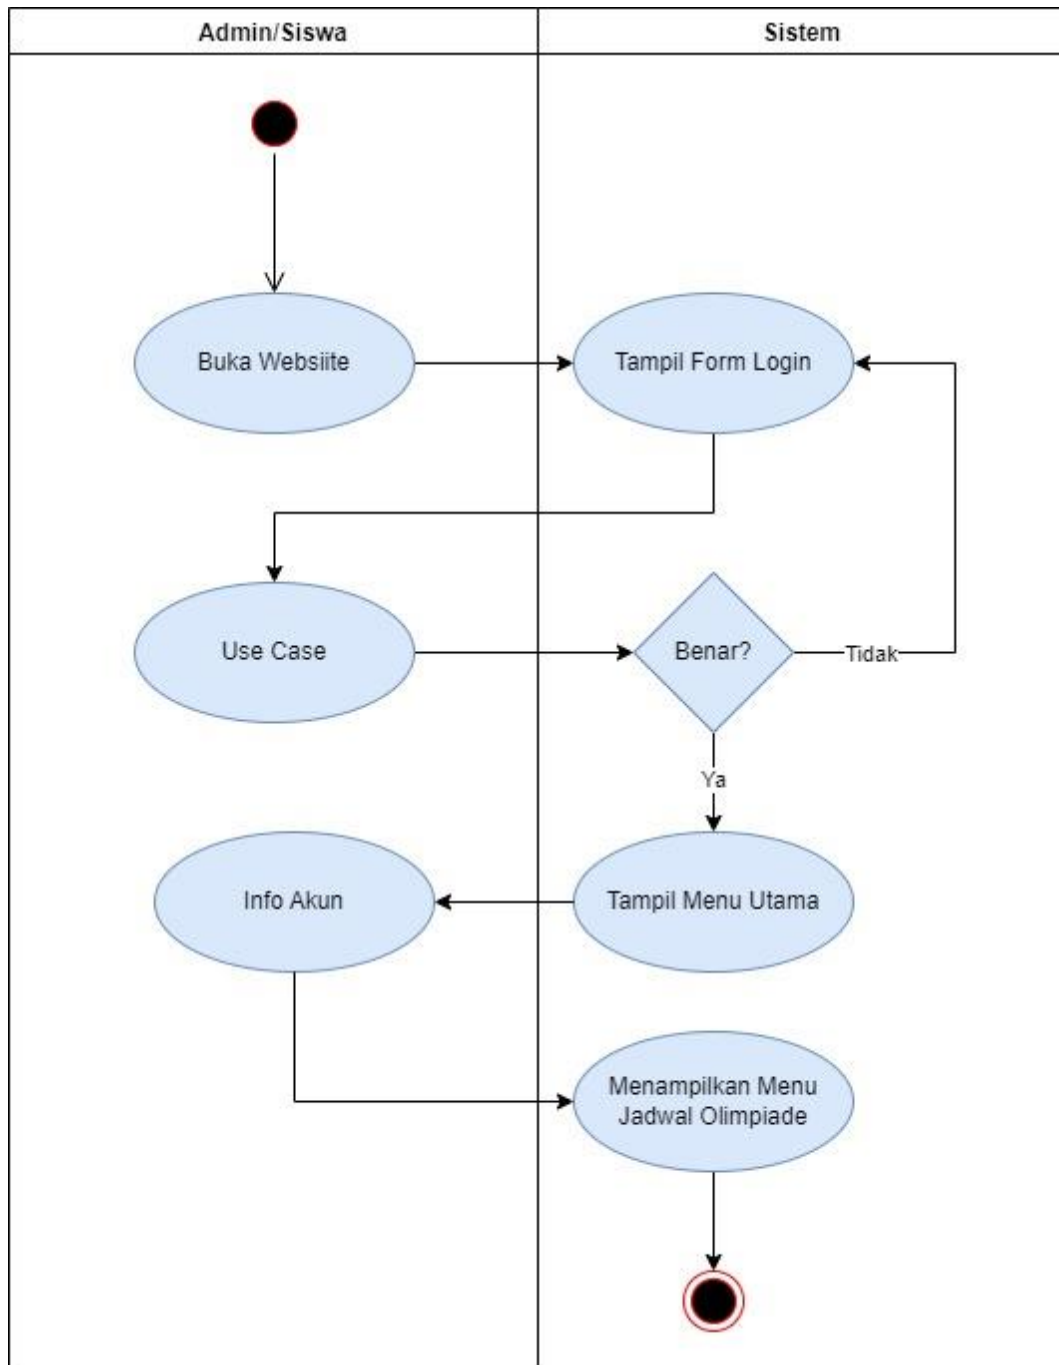 Admin/Siswa
Sistem
Buka Websiite
Tampil Form Login
Use Case
Benar?
Tidak
Ya
Info Akun
Tampil Menu Utama
Menampilkan Menu
Jadwal Olimpiade